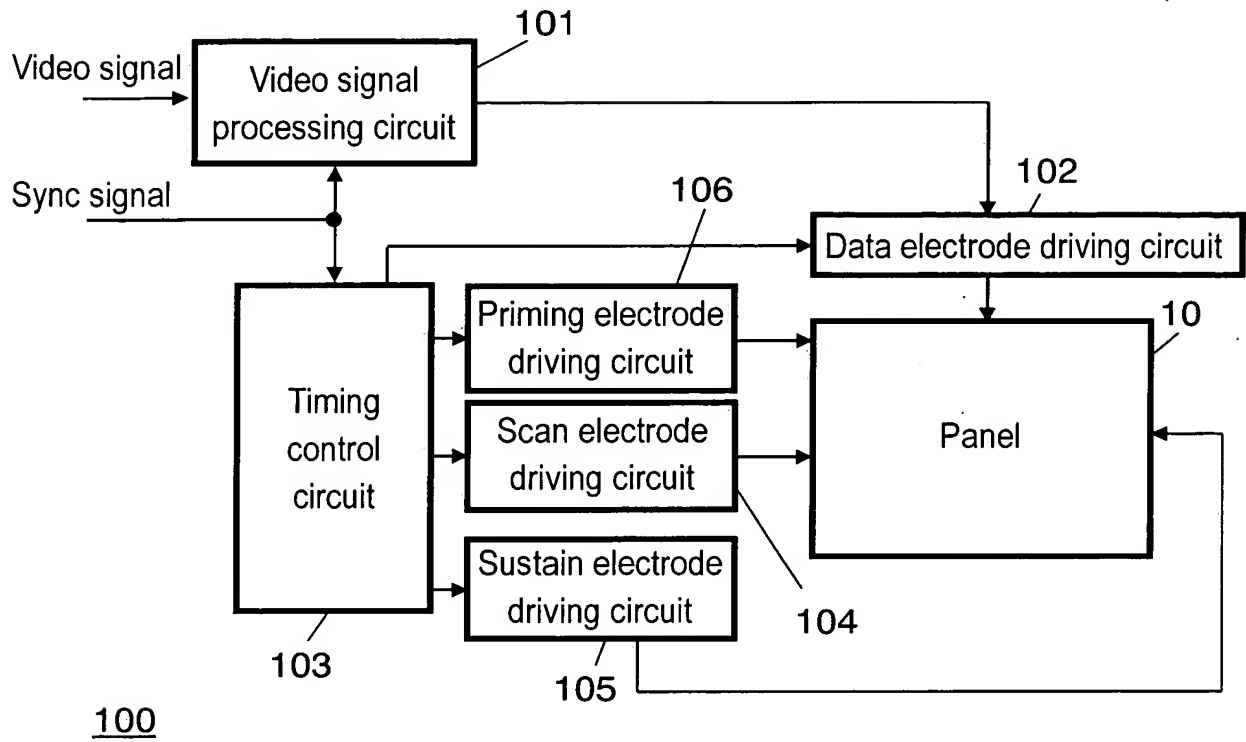 101
Video signal
Video signal
processing circuit
Sync signal
106
102
Data electrode driving circuit
Priming electrode
driving circuit
10
Timing
control
circuit
Scan electrode
driving circuit
Panel
Sustain electrode
driving circuit
104
103
105
100